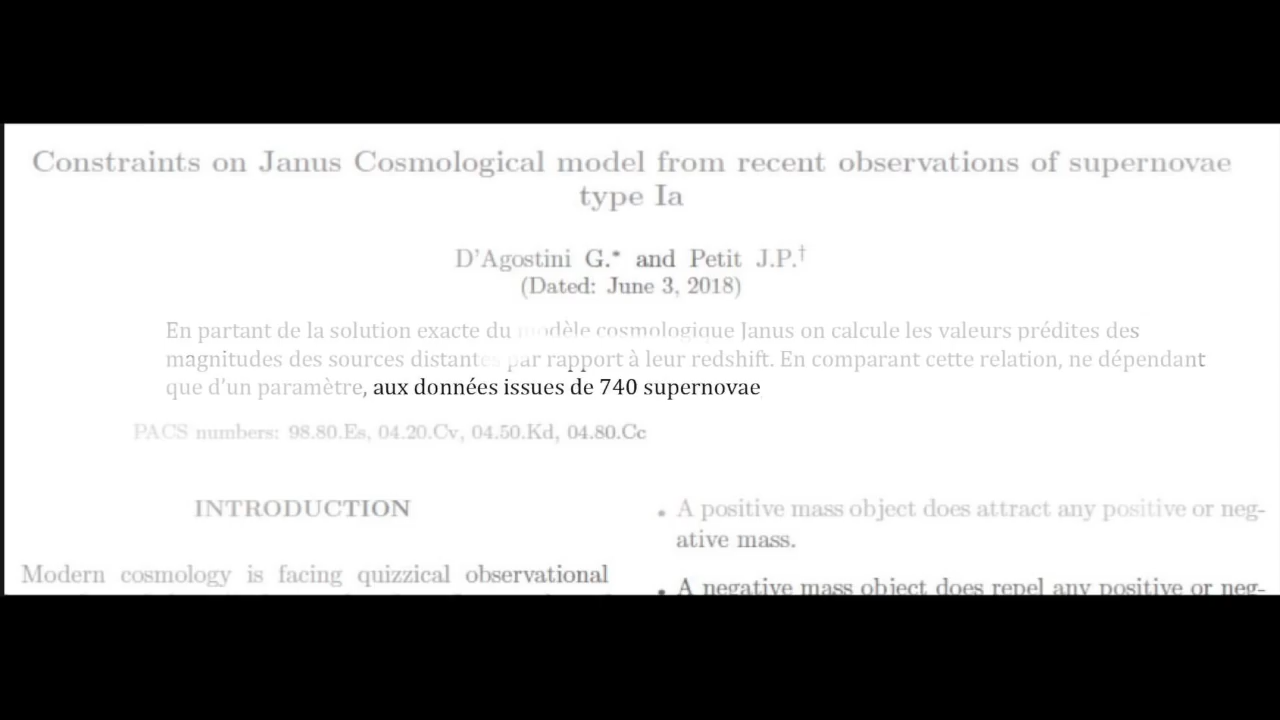 Constraints on Janus Cosmological model from recent observations of supernovae
type Ia
D'Agostini G.* and Petit J.P.†
(Dated: June 3, 2018)
En partant de la solution exacte du modèle cosmologique Janus on calcule les valeurs prédites des
magnitudes des sources distantes par rapport à leur redshift. En comparant cette relation, ne dépendant
que d'un paramètre, aux données issues de 740 supernovae
PACS numbers: 98.80.Es, 04.20.Cv, 04.50.Kd, 04.80.Cc
INTRODUCTION
Modern cosmology is facing quizzical observational
• A positive mass object does attract any positive or neg-
ative mass.
• A negative mass object does repel any positive or neg-